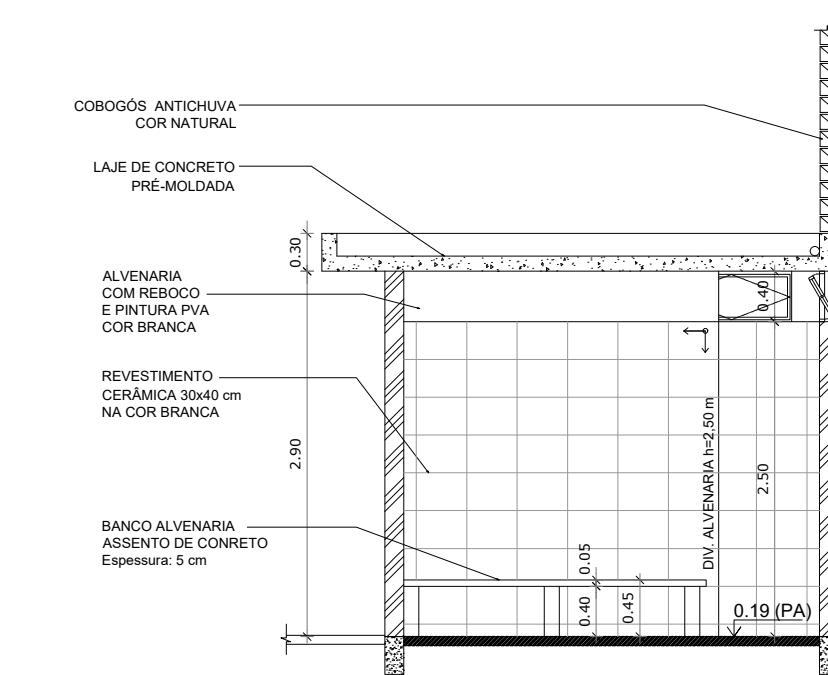 COBOGÓS ANTICHUVA
COR NATURAL
LAJE DE CONCRETO
PRÉ-MOLDADA
0.30
ALVENARIA
COM REBOCO
E PINTURA PVA
COR BRANCA
0.40
REVESTIMENTO
CERÂMICA 30x40 cm
NA COR BRANCA
2.90
DIV. ALVENARIA h=2,50 m
2.50
BANCO ALVENARIA
ASSENTO DE CONRETO
Espessura: 5 cm
0.05
0.40
0.45
0.19 (PA)